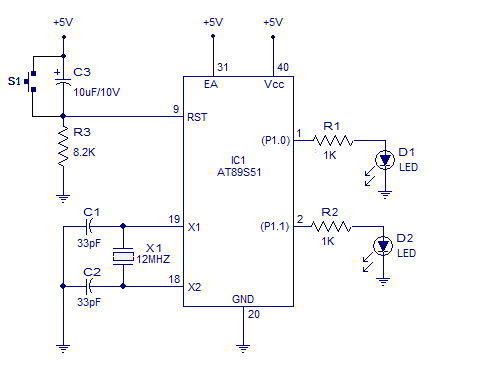 +5V
+5V
+5V
31
40
S1
+
C3
10uF/10V
EA
Vcc
9
RST
R3
8.2K
(P1.0)
1
R1
1K
D1
LED
IC1
AT89S51
C1
33pF
19
X1
X1
12MHZ
(P1.1)
2
R2
1K
D2
LED
C2
33pF
18
X2
GND
20